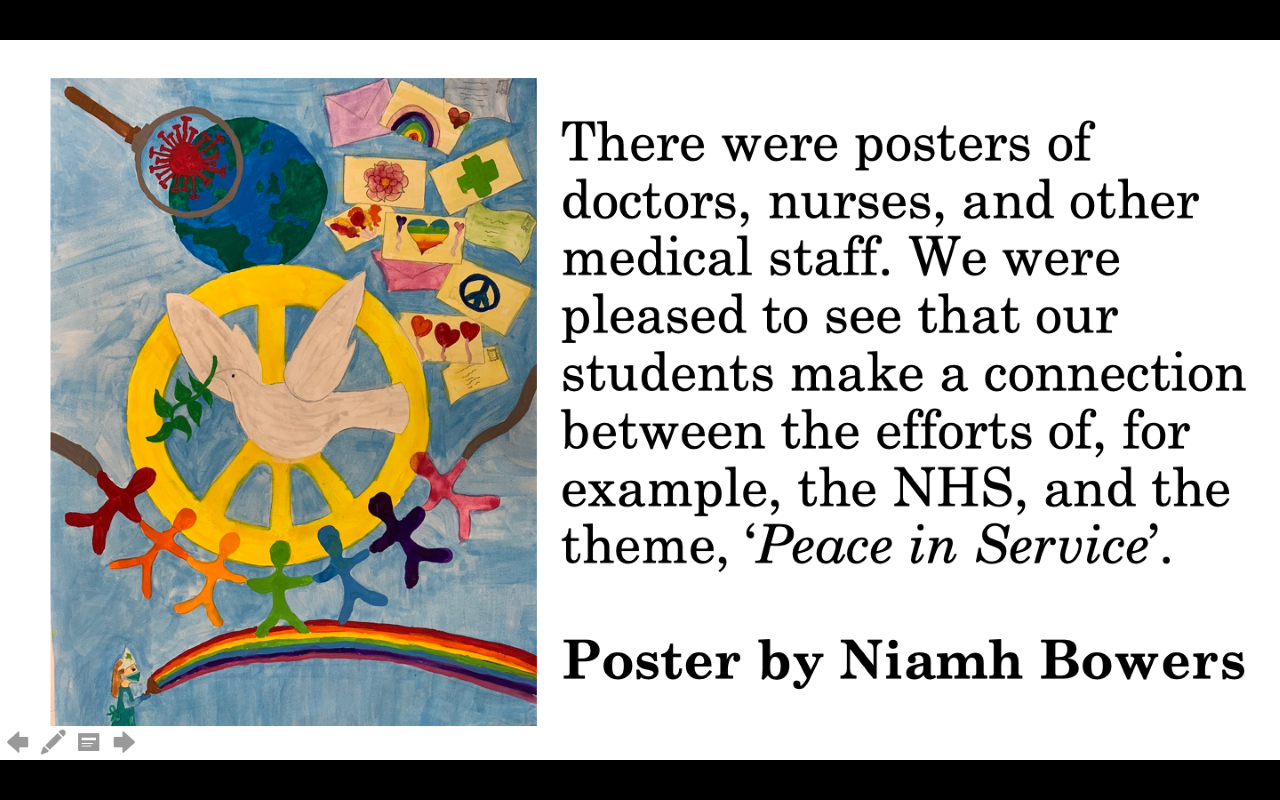 There were posters of
doctors, nurses, and other
medical staff. We were
pleased to see that our
students make a connection
between the efforts of, for
example, the NHS, and the
theme, ‘Peace in Service’.
Poster by Niamh Bowers